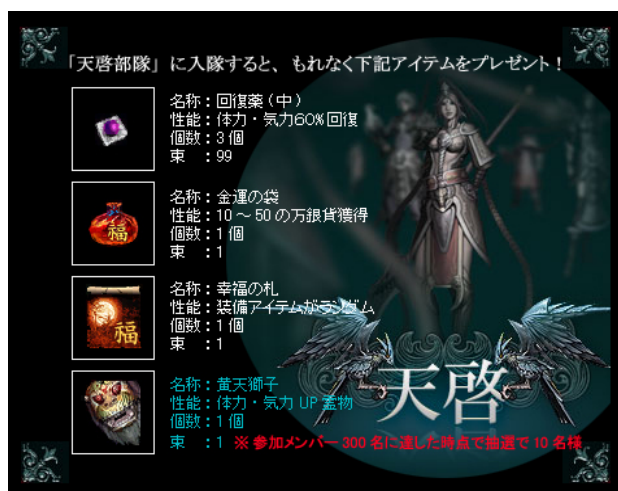 「天啓部隊」に入隊すると、もれなく下記アイテムをプレゼント!
名称:回復薬(中)
性能:体力・気力60%回復
個数:3個
束 :99
福
名称:金運の袋
性能:10～50の万銀貨獲得
個数:1個
束 :1
福
名称:幸福の札
性能:装備アイテムがランダム
個数:1個
束 :1
名称:黄天獅子
性能:体力・気力 UP 霊物
個数:1個
束 :1 ※ 参加メンバー 300 名に達した時点で抽選で 10 名様
天啓